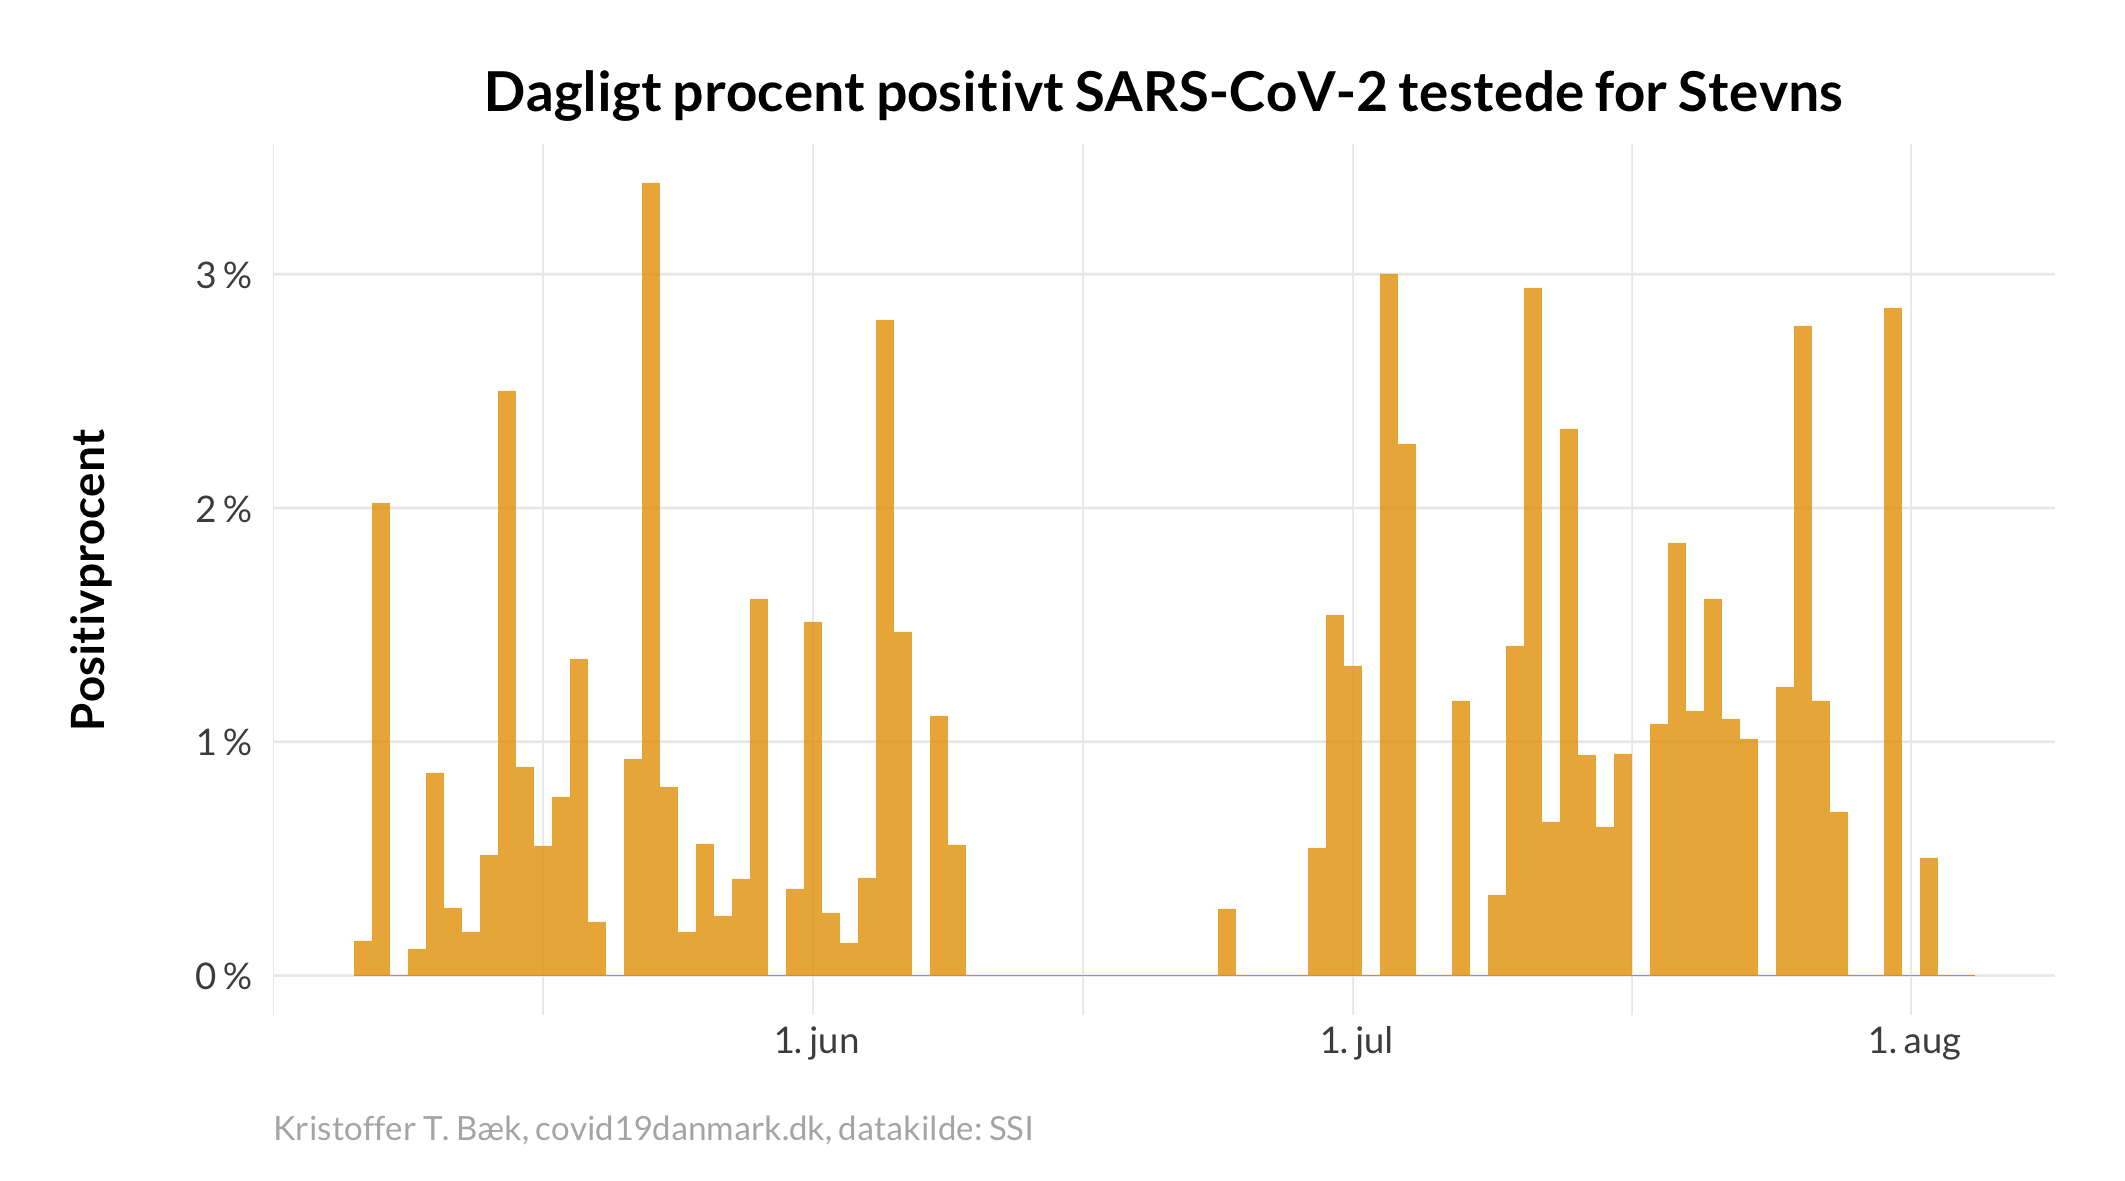 Dagligt procent positivt SARS-CoV-2 testede for Stevns
Positivprocent
3 %
2 %
1 %
0 %
1. jun
1. jul
1. aug
Kristoffer T. Bæk, covid19danmark.dk, datakilde: SSI